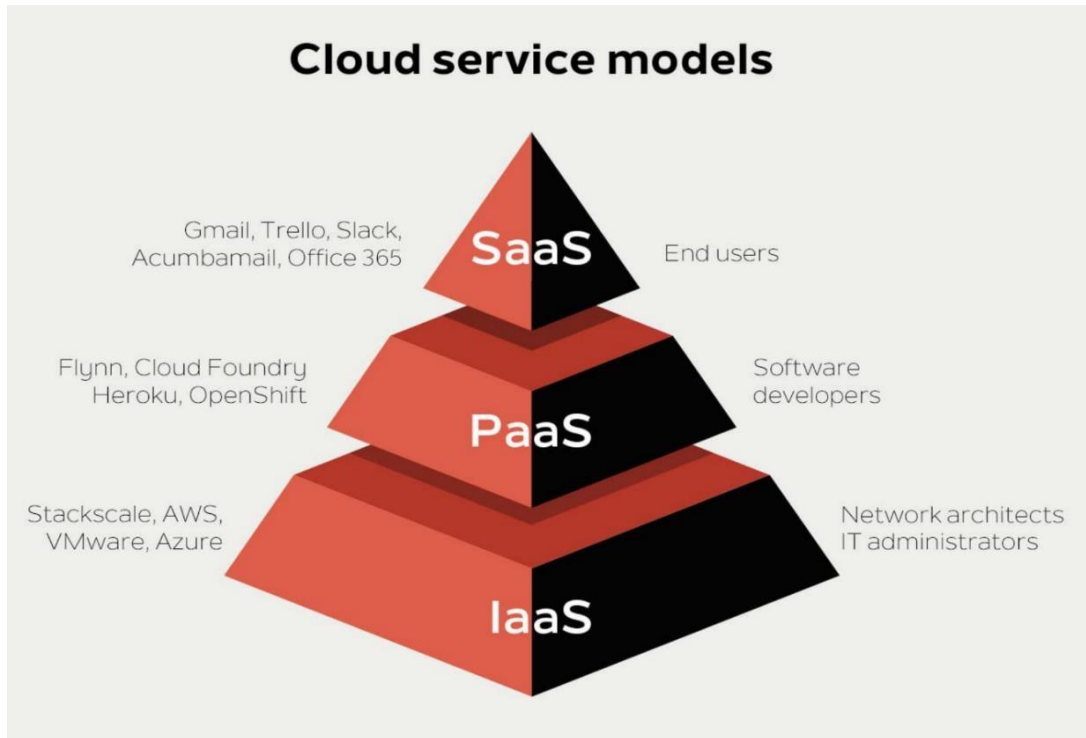 Cloud service models
Gmail, Trello, Slack,
Acumbamail, Office 365
SaaS
End users
Flynn, Cloud Foundry
Heroku, OpenShift
PaaS
Software
developers
Stackscale, AWS,
VMware, Azure
IaaS
Network architects
IT administrators